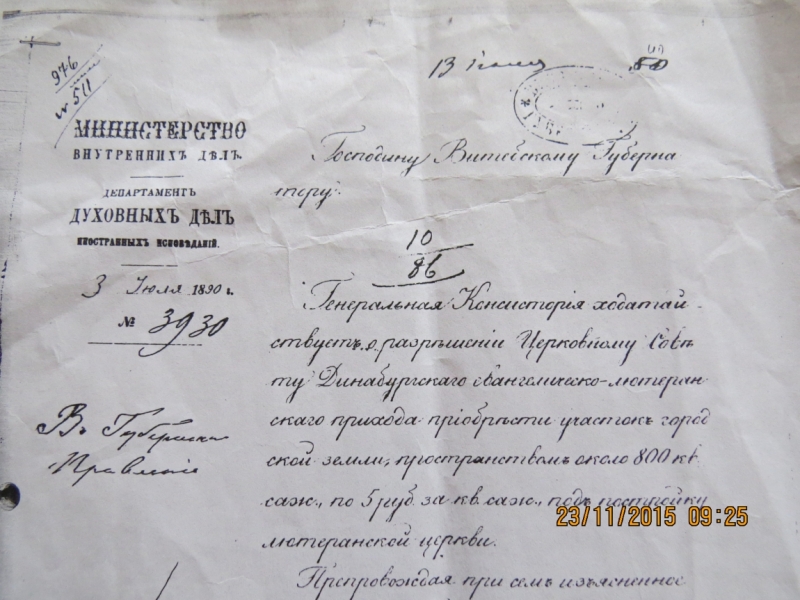 976
№ 511
13 Іюля
МИНИСТЕРСТВО
ВНУТРЕННИХЪ ДѢЛЪ.
ДЕПАРТАМЕНТЪ
ДУХОВНЫХЪ ДѢЛЪ
ИНОСТРАННЫХЪ ИСПОВѢДАНІЙ.
3 Іюля 1890 г.
№ 3930
Въ Губернское
Правленіе
Господину Витебскому Губерна
тору.
10
86
Генеральная Консисторія ходатай-
ствуетъ о разрѣшеніи Церковному Совѣ
ту Динабургскаго евангелическо-лютеран
скаго прихода пріобрѣсти участокъ город
ской земли, пространствомъ около 800 кв.
саж., по 5 руб. за кв. саж., подъ постройку
лютеранской церкви.
Препровождая при семъ изъясненное
23/11/2015 09:25